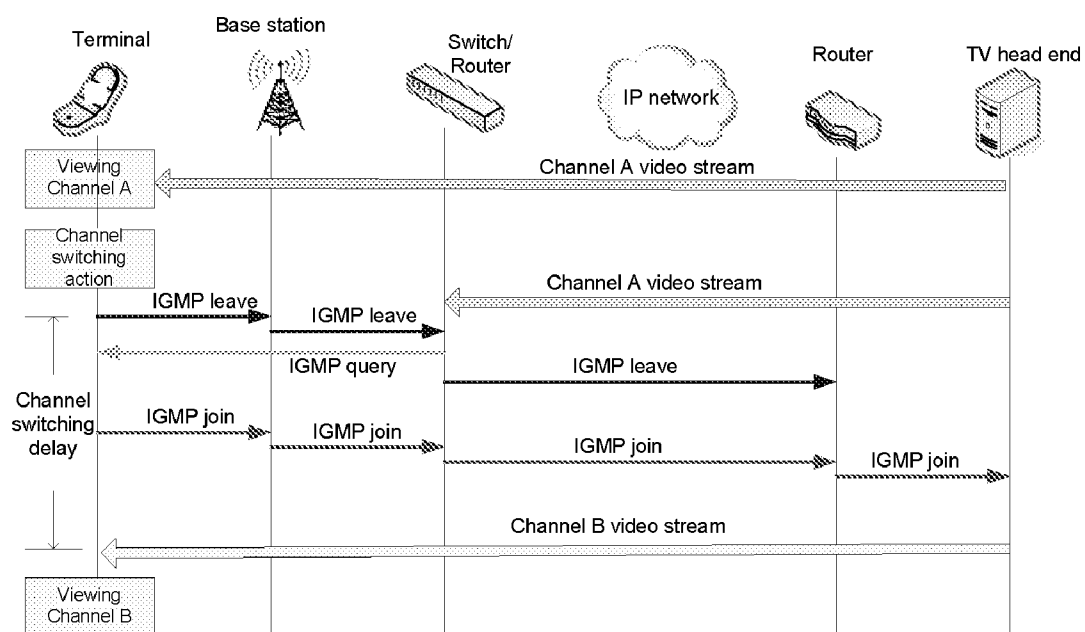 Base station
Terminal
Switch/
Router
IP network
Router
TV head end
Viewing
Channel A
Channel A video stream
Channel
switching
action
Channel A video stream
IGMP leave
IGMP leave
IGMP query
IGMP leave
Channel
switching
delay
IGMP join
IGMP join
IGMP join
IGMP join
Channel B video stream
Viewing
Channel B